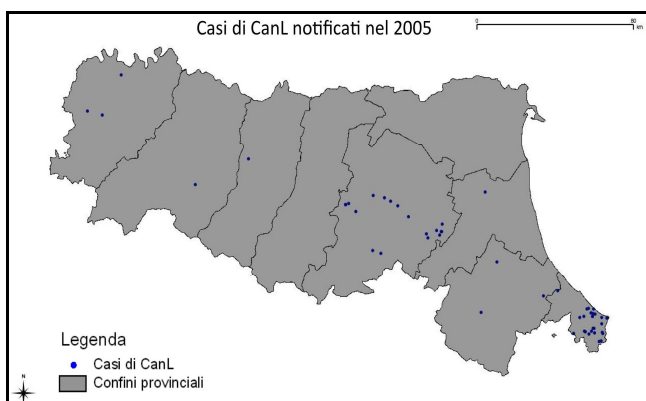 Casi di CanL notificati nel 2005
0 80
km
Legenda
Casi di CanL
Confini provinciali
N